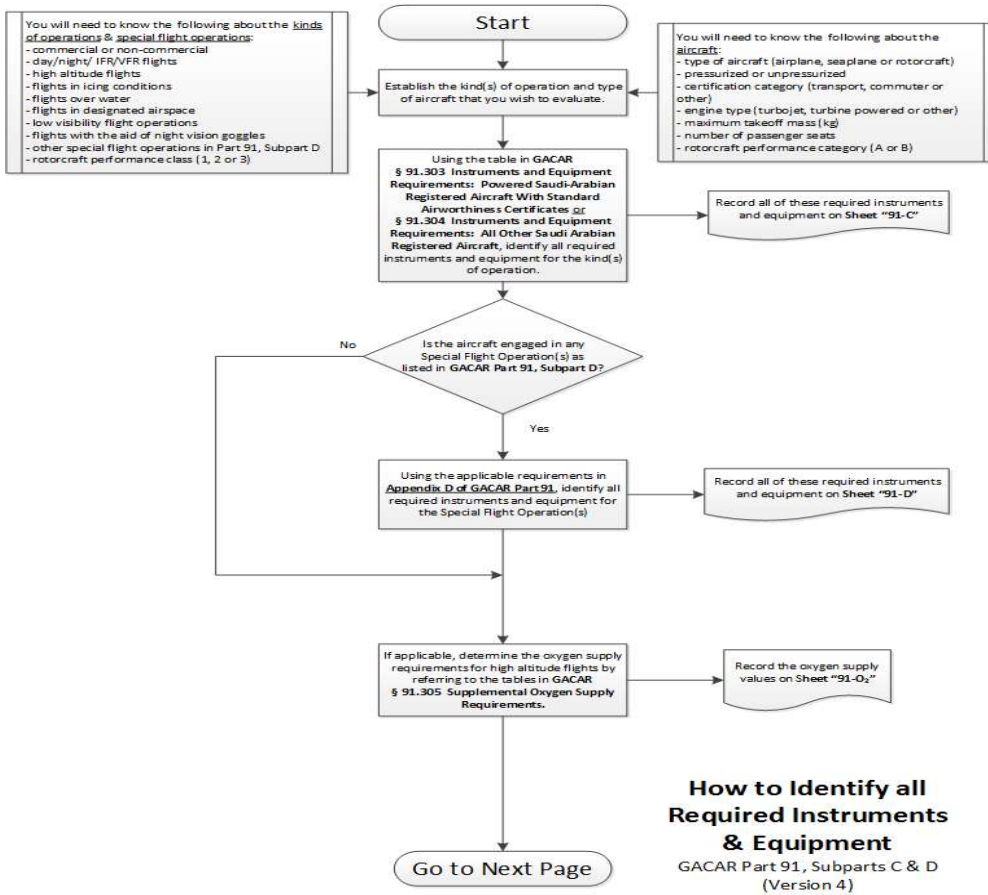 Start
You will need to know the following about the kinds
of operations & special flight operations:
- commercial or non-commercial
- day/night/ IFR/VFR flights
- high altitude flights
- flights in icing conditions
- flights over water
- flights in designated airspace
- low visibility flight operations
- flights with the aid of night vision goggles
- other special flight operations in Part 91, Subpart D
- rotorcraft performance class (1, 2 or 3)
Establish the kind(s) of operation and type
of aircraft that you wish to evaluate.
You will need to know the following about the
aircraft:
- type of aircraft (airplane, seaplane or rotorcraft)
- pressurized or unpressurized
- certification category (transport, commuter or
other)
- engine type (turbojet, turbine powered or other)
- maximum takeoff mass (kg)
- number of passenger seats
- rotorcraft performance category (A or B)
Using the table in GACAR
§ 91.303 Instruments and Equipment
Requirements: Powered Saudi-Arabian
Registered Aircraft With Standard
Airworthiness Certificates or
§ 91.304 Instruments and Equipment
Requirements: All Other Saudi Arabian
Registered Aircraft, identify all required
instruments and equipment for the kind(s)
of operation.
Record all of these required instruments
and equipment on Sheet “91-C”
Is the aircraft engaged in any
Special Flight Operation(s) as
listed in GACAR Part 91, Subpart D?
No
Yes
Using the applicable requirements in
Appendix D of GACAR Part 91, identify all
required instruments and equipment for
the Special Flight Operation(s)
Record all of these required instruments
and equipment on Sheet “91-D”
If applicable, determine the oxygen supply
requirements for high altitude flights by
referring to the tables in GACAR
§ 91.305 Supplemental Oxygen Supply
Requirements.
Record the oxygen supply
values on Sheet “91-O₂”
Go to Next Page
How to Identify all
Required Instruments
& Equipment
GACAR Part 91, Subparts C & D
(Version 4)